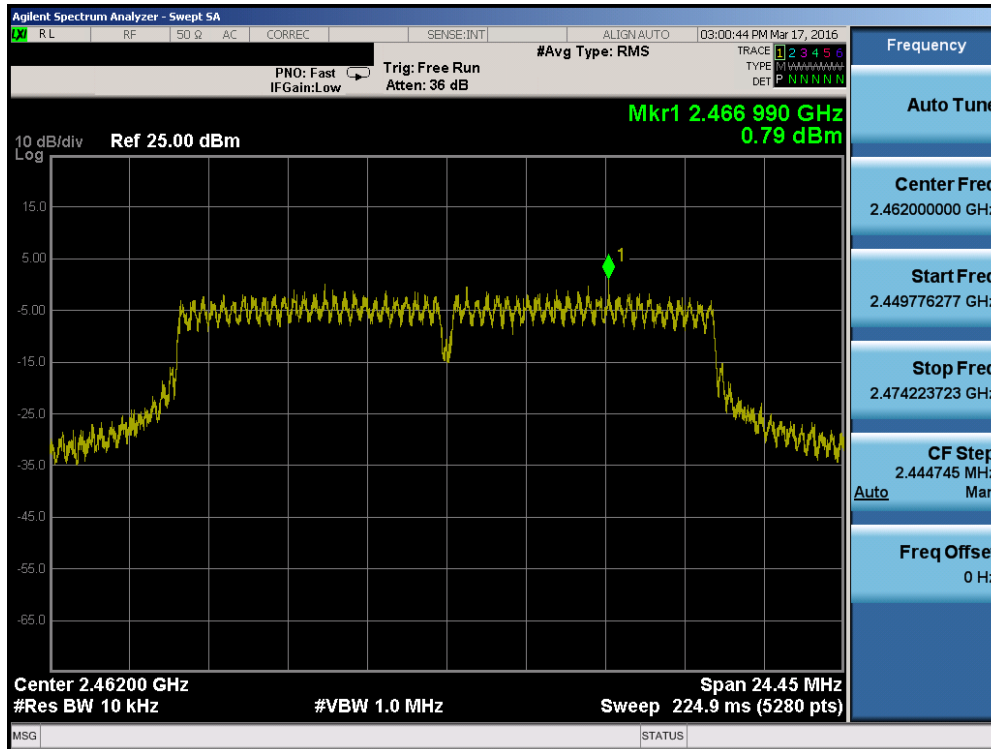 Agilent Spectrum Analyzer - Swept SA
LXI RL RF 50 Ω AC CORREC SENSE:INT ALIGN AUTO 03:00:44 PM Mar 17, 2016
PNO: Fast
IFGain:Low
Trig: Free Run
Atten: 36 dB
#Avg Type: RMS
TRACE 1 2 3 4 5 6
TYPE M
DET P N N N N N
Mkr1 2.466 990 GHz
0.79 dBm
10 dB/div Ref 25.00 dBm
Log
15.0
5.00
-5.00
-15.0
-25.0
-35.0
-45.0
-55.0
-65.0
1
Center 2.46200 GHz Span 24.45 MHz
#Res BW 10 kHz #VBW 1.0 MHz Sweep 224.9 ms (5280 pts)
MSG STATUS
Frequency
Auto Tune
Center Freq
2.462000000 GHz
Start Freq
2.449776277 GHz
Stop Freq
2.474223723 GHz
CF Step
2.444745 MHz
Auto Man
Freq Offset
0 Hz